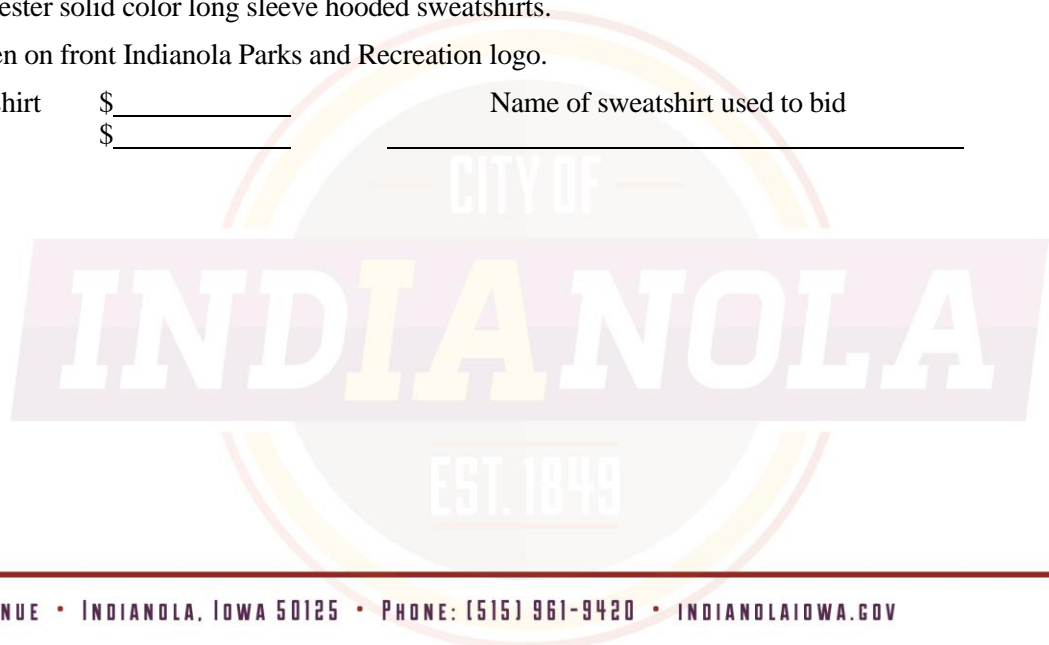 ester solid color long sleeve hooded sweatshirts.
en on front Indianola Parks and Recreation logo.
hirt $ Name of sweatshirt used to bid
$
CITY OF
INDIANOLA
EST. 1849
NUE • INDIANOLA, IOWA 50125 • PHONE: (515) 961-9420 • INDIANOLAIOWA.GOV